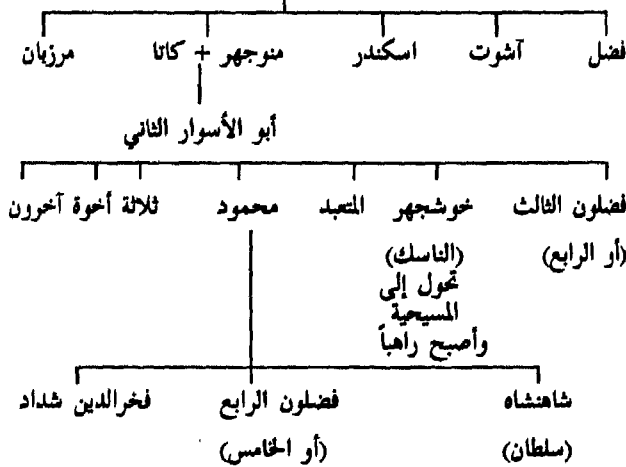 فضل آشوت اسكندر منوجهر + كاتا مرزبان
أبو الأسوار الثاني
فضلون الثالث خوشجهر المتعبد محمود ثلاثة أخوة آخرون
(أو الرابع) (الناسك)
تحول إلى
المسيحية
وأصبح راهباً
شاهنشاه فضلون الرابع فخرالدين شداد
(سلطان) (أو الخامس)